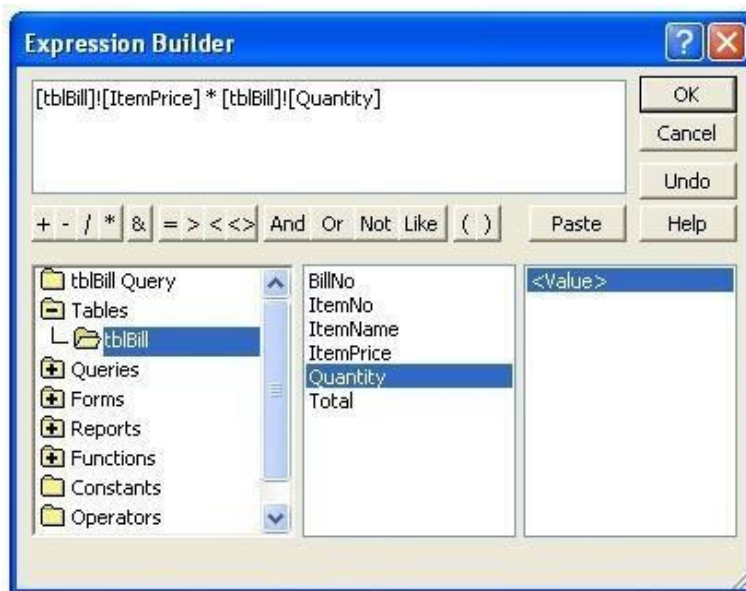 Expression Builder
[tblBill]![ItemPrice] * [tblBill]![Quantity]
OK
Cancel
Undo
+ - / * & = > < <> And Or Not Like ( ) Paste Help
tblBill Query
Tables
tblBill
Queries
Forms
Reports
Functions
Constants
Operators
BillNo
ItemNo
ItemName
ItemPrice
Quantity
Total
<Value>